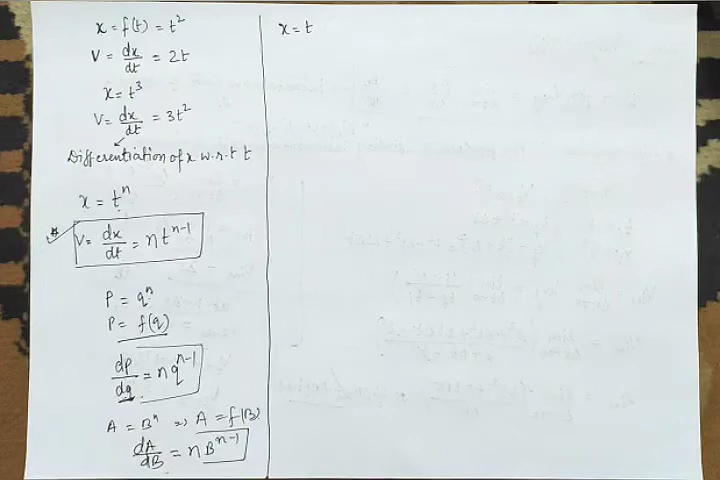 x = f(t) = t²
V = dx/dt = 2t
x = t³
V = dx/dt = 3t²
Differentiation of x w.r.t t
x = tⁿ
V = dx/dt = n tⁿ⁻¹
P = qⁿ
P = f(q)
dp/dq = n qⁿ⁻¹
A = Bⁿ ⇒ A = f(B)
dA/dB = n Bⁿ⁻¹
x = t